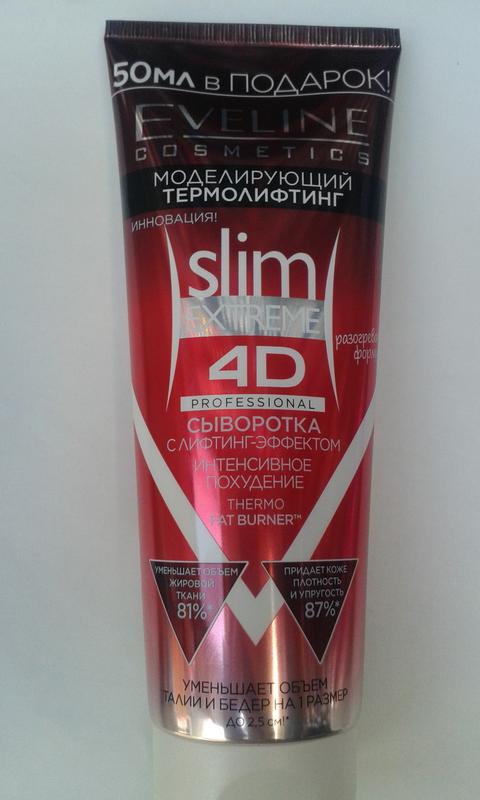 50МЛ В ПОДАРОК!
EVELINE
COSMETICS
МОДЕЛИРУЮЩИЙ
ТЕРМОЛИФТИНГ
ИННОВАЦИЯ!
slim
EXTREME
4D
PROFESSIONAL
СЫВОРОТКА
С ЛИФТИНГ-ЭФФЕКТОМ
ИНТЕНСИВНОЕ
ПОХУДЕНИЕ
THERMO
FAT BURNER™
УМЕНЬШАЕТ ОБЪЕМ
ЖИРОВОЙ
ТКАНИ
81%*
ПРИДАЕТ КОЖЕ
ПЛОТНОСТЬ
И УПРУГОСТЬ
87%*
УМЕНЬШАЕТ ОБЪЕМ
ТАЛИИ И БЕДЕР НА 1 РАЗМЕР
ДО 2,5 см!*